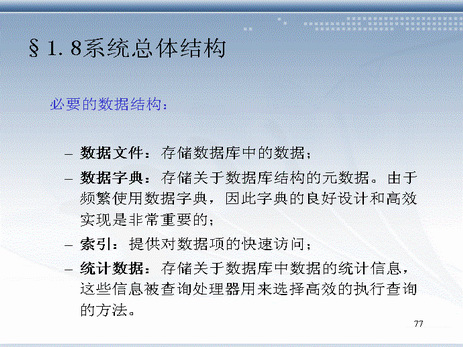 §1.8系统总体结构
必要的数据结构：
– 数据文件：存储数据库中的数据；
– 数据字典：存储关于数据库结构的元数据。由于
频繁使用数据字典，因此字典的良好设计和高效
实现是非常重要的；
– 索引：提供对数据项的快速访问；
– 统计数据：存储关于数据库中数据的统计信息，
这些信息被查询处理器用来选择高效的执行查询
的方法。
77